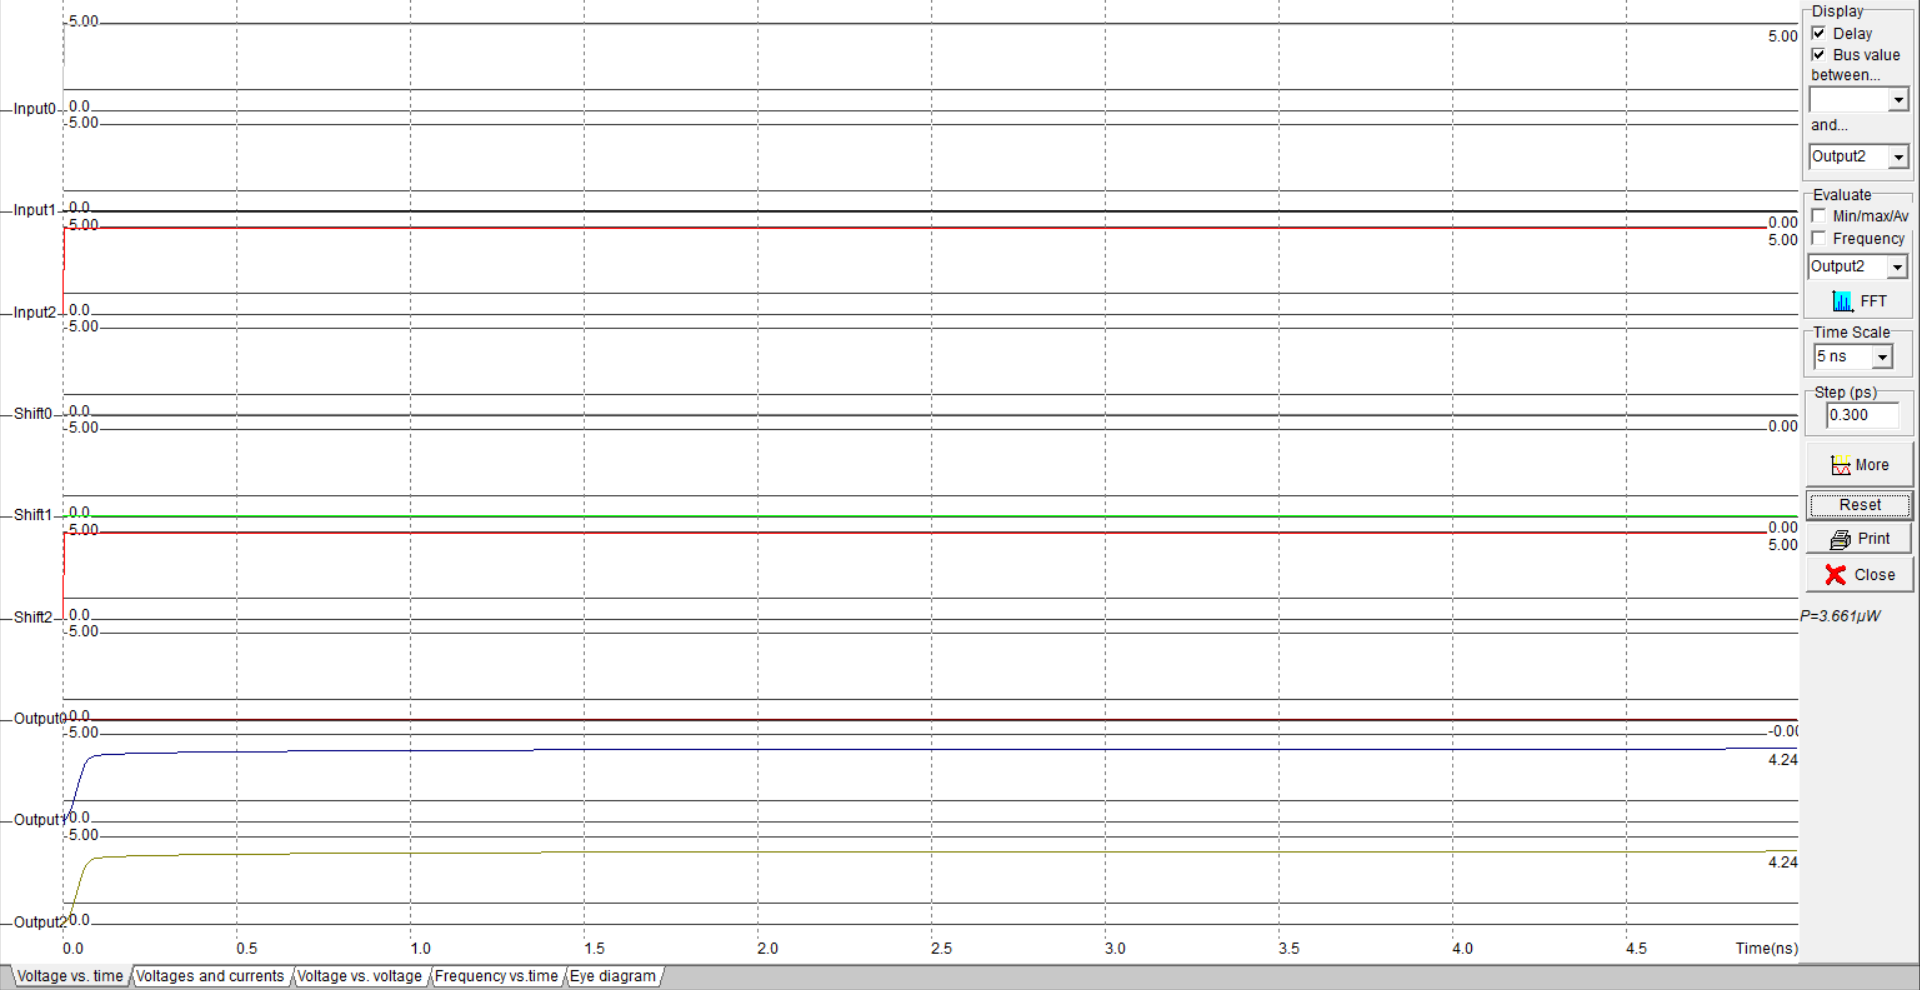 5.00
5.00
Input0 0.0
5.00
Input1 0.0
0.00
5.00
5.00
Input2 0.0
5.00
Shift0 0.0
0.00
5.00
Shift1 0.0
0.00
5.00
5.00
Shift2 0.0
5.00
Output0 0.0
-0.00
5.00
4.24
Output1 0.0
5.00
4.24
Output2 0.0
0.0 0.5 1.0 1.5 2.0 2.5 3.0 3.5 4.0 4.5 Time(ns)
Voltage vs. time Voltages and currents Voltage vs. voltage Frequency vs.time Eye diagram
Display
Delay
Bus value
between...
and...
Output2
Evaluate
Min/max/Av
Frequency
Output2
FFT
Time Scale
5 ns
Step (ps)
0.300
More
Reset
Print
Close
P=3.661µW